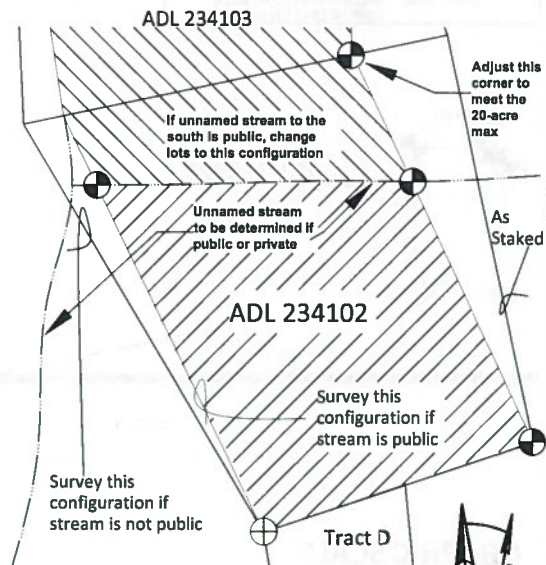 ADL 234103
Adjust this
corner to
meet the
20-acre
max
If unnamed stream to the
south is public, change
lots to this configuration
Unnamed stream
to be determined if
public or private
As
Staked
ADL 234102
Survey this
configuration if
stream is public
Survey this
configuration if
stream is not public
Tract D